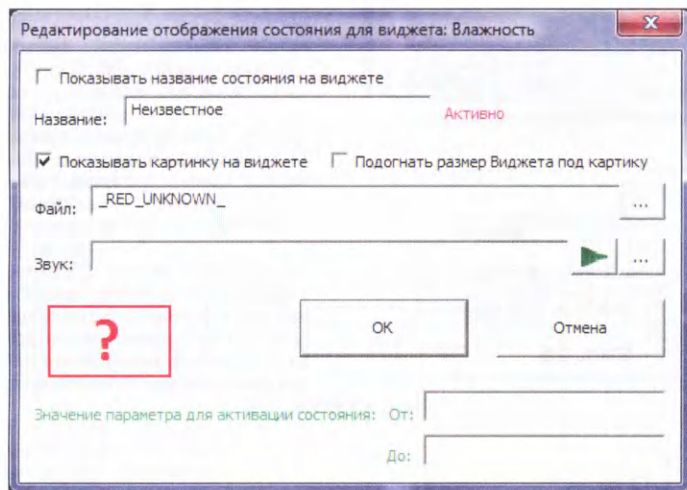 Редактирование отображения состояния для виджета: Влажность
Показывать название состояния на виджете
Название: Неизвестное Активно
Показывать картинку на виджете Подогнать размер Виджета под картику
Файл: _RED_UNKNOWN_ ...
Звук: ...
? OK Отмена
Значение параметра для активации состояния: От:
До: